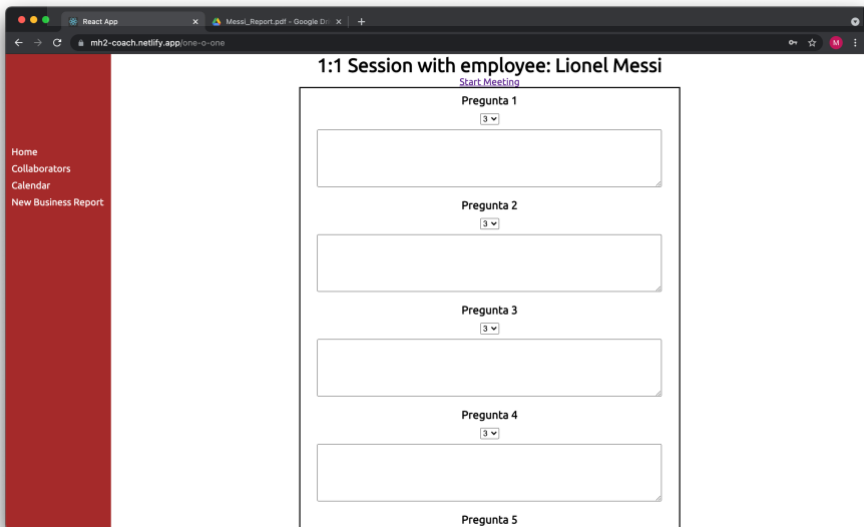 React App
Messi_Report.pdf - Google Dri
mh2-coach.netlify.app/one-o-one
M
Home
Collaborators
Calendar
New Business Report
1:1 Session with employee: Lionel Messi
Start Meeting
Pregunta 1
3
Pregunta 2
3
Pregunta 3
3
Pregunta 4
3
Pregunta 5